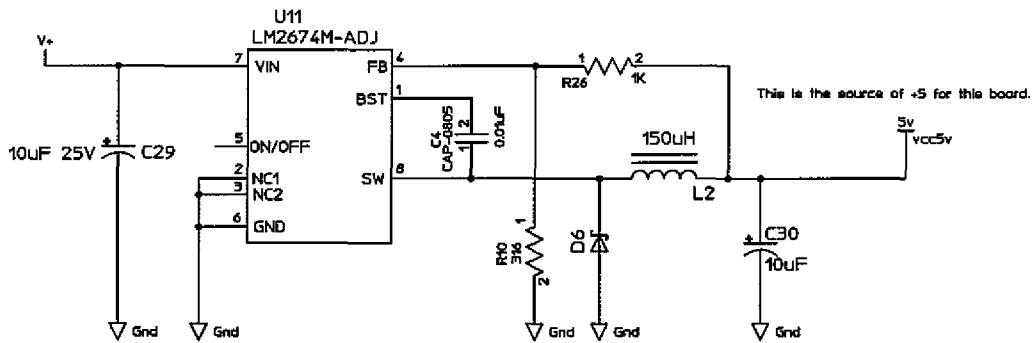 U11
LM2674M-ADJ
V+
7
VIN
FB
4
1
2
R26
1K
This is the source of +5 for this board.
BST
1
5v
vcc5v
C4
CAP-0805
2
1
0.01uF
10uF 25V
+
C29
5
ON/OFF
150uH
2
NC1
3
NC2
SW
8
L2
6
GND
1
R10
316
2
D6
+
C30
10uF
Gnd
Gnd
Gnd
Gnd
Gnd